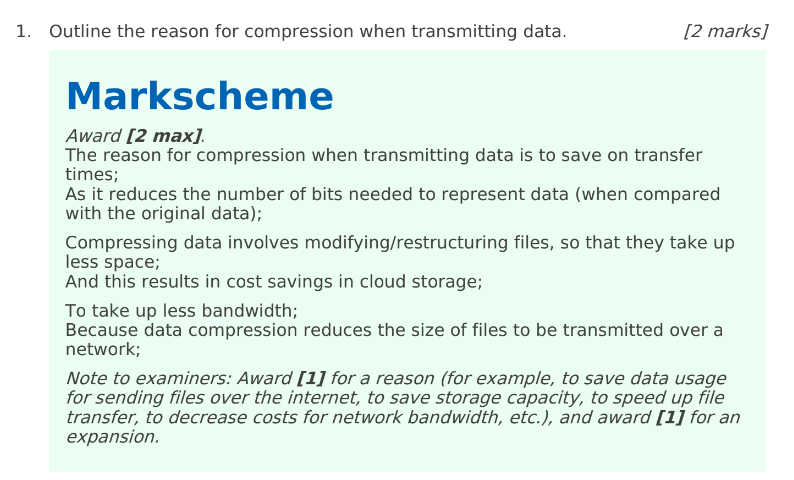 1. Outline the reason for compression when transmitting data. [2 marks]
Markscheme
Award [2 max].
The reason for compression when transmitting data is to save on transfer
times;
As it reduces the number of bits needed to represent data (when compared
with the original data);
Compressing data involves modifying/restructuring files, so that they take up
less space;
And this results in cost savings in cloud storage;
To take up less bandwidth;
Because data compression reduces the size of files to be transmitted over a
network;
Note to examiners: Award [1] for a reason (for example, to save data usage
for sending files over the internet, to save storage capacity, to speed up file
transfer, to decrease costs for network bandwidth, etc.), and award [1] for an
expansion.